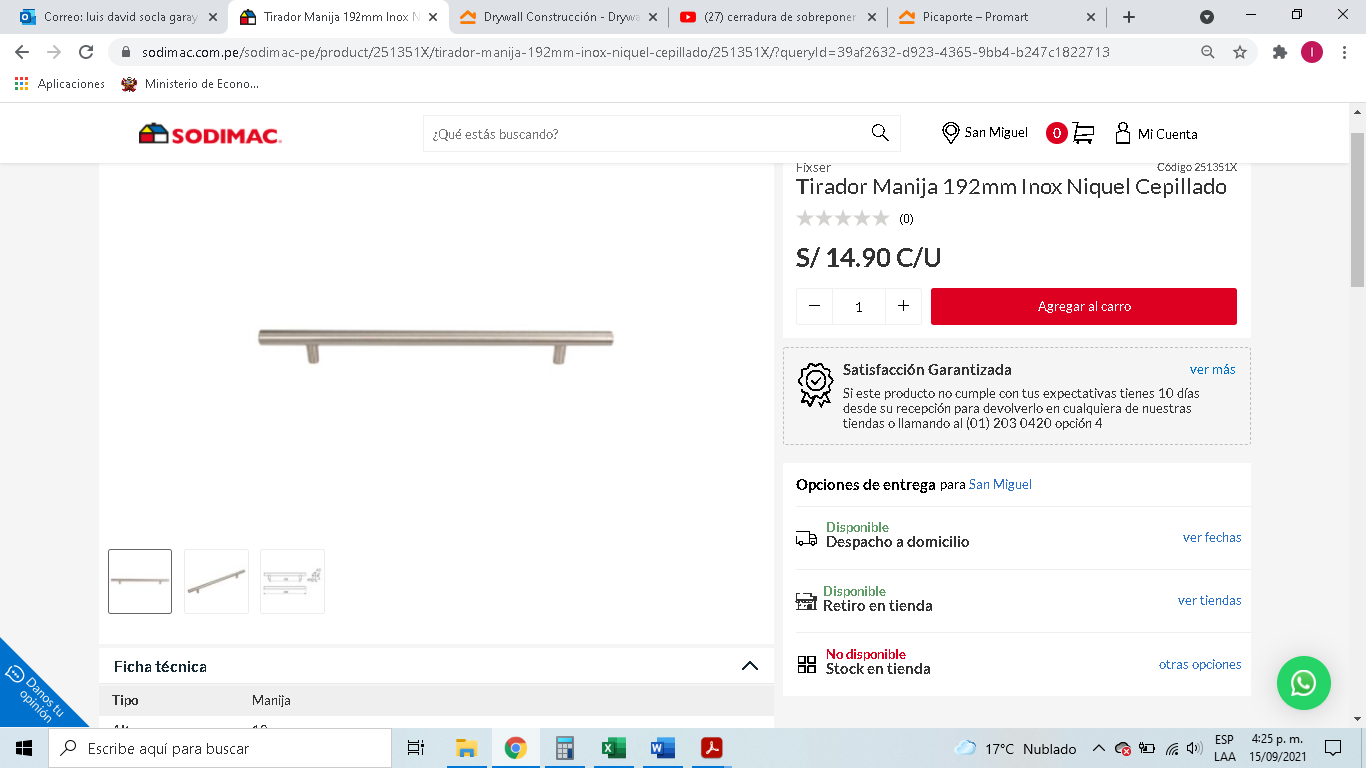 Correo: luis david socla garay
Tirador Manija 192mm Inox N
Drywall Construcción - Drywa
(27) cerradura de sobreponer
Picaporte – Promart
sodimac.com.pe/sodimac-pe/product/251351X/tirador-manija-192mm-inox-niquel-cepillado/251351X/?queryId=39af2632-d923-4365-9bb4-b247c1822713
I
Aplicaciones
Ministerio de Econo...
SODIMAC
¿Qué estás buscando?
San Miguel
0
Mi Cuenta
Fixser
Código 251351X
Tirador Manija 192mm Inox Niquel Cepillado
(0)
S/ 14.90 C/U
1
Agregar al carro
Satisfacción Garantizada
ver más
Si este producto no cumple con tus expectativas tienes 10 días
desde su recepción para devolverlo en cualquiera de nuestras
tiendas o llamando al (01) 203 0420 opción 4
Opciones de entrega para San Miguel
Disponible
Despacho a domicilio
ver fechas
Disponible
Retiro en tienda
ver tiendas
No disponible
Stock en tienda
otras opciones
Ficha técnica
Tipo
Manija
Danos tu
opinión
Escribe aquí para buscar
17°C Nublado
ESP
LAA
4:25 p. m.
15/09/2021